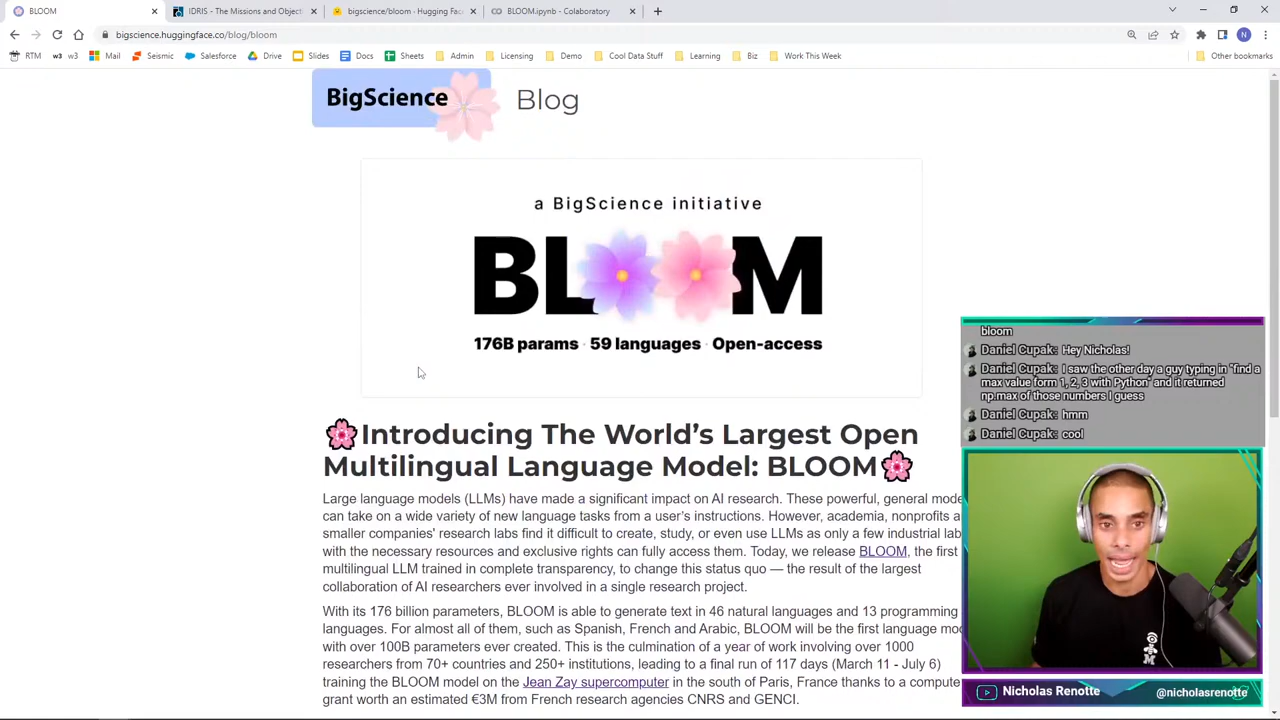 BLOOM
IDRIS - The Missions and Object
bigscience/bloom · Hugging Fac
BLOOM.ipynb - Colaboratory
bigscience.huggingface.co/blog/bloom
N
RTM
w3 w3
Mail
Seismic
Salesforce
Drive
Slides
Docs
Sheets
Admin
Licensing
Demo
Cool Data Stuff
Learning
Biz
Work This Week
Other bookmarks
BigScience
Blog
a BigScience initiative
BLOOM
176B params · 59 languages · Open-access
🌸Introducing The World's Largest Open
Multilingual Language Model: BLOOM🌸
Large language models (LLMs) have made a significant impact on AI research. These powerful, general mode
can take on a wide variety of new language tasks from a user's instructions. However, academia, nonprofits a
smaller companies' research labs find it difficult to create, study, or even use LLMs as only a few industrial lab
with the necessary resources and exclusive rights can fully access them. Today, we release BLOOM, the first
multilingual LLM trained in complete transparency, to change this status quo — the result of the largest
collaboration of AI researchers ever involved in a single research project.
With its 176 billion parameters, BLOOM is able to generate text in 46 natural languages and 13 programming
languages. For almost all of them, such as Spanish, French and Arabic, BLOOM will be the first language mo
with over 100B parameters ever created. This is the culmination of a year of work involving over 1000
researchers from 70+ countries and 250+ institutions, leading to a final run of 117 days (March 11 - July 6)
training the BLOOM model on the Jean Zay supercomputer in the south of Paris, France thanks to a compute
grant worth an estimated €3M from French research agencies CNRS and GENCI.
bloom
Daniel Cupak: Hey Nicholas!
Daniel Cupak: I saw the other day a guy typing in "find a
max value form 1, 2, 3 with Python" and it returned
np.max of those numbers I guess
Daniel Cupak: hmm
Daniel Cupak: cool
Nicholas Renotte
@nicholasrenotte